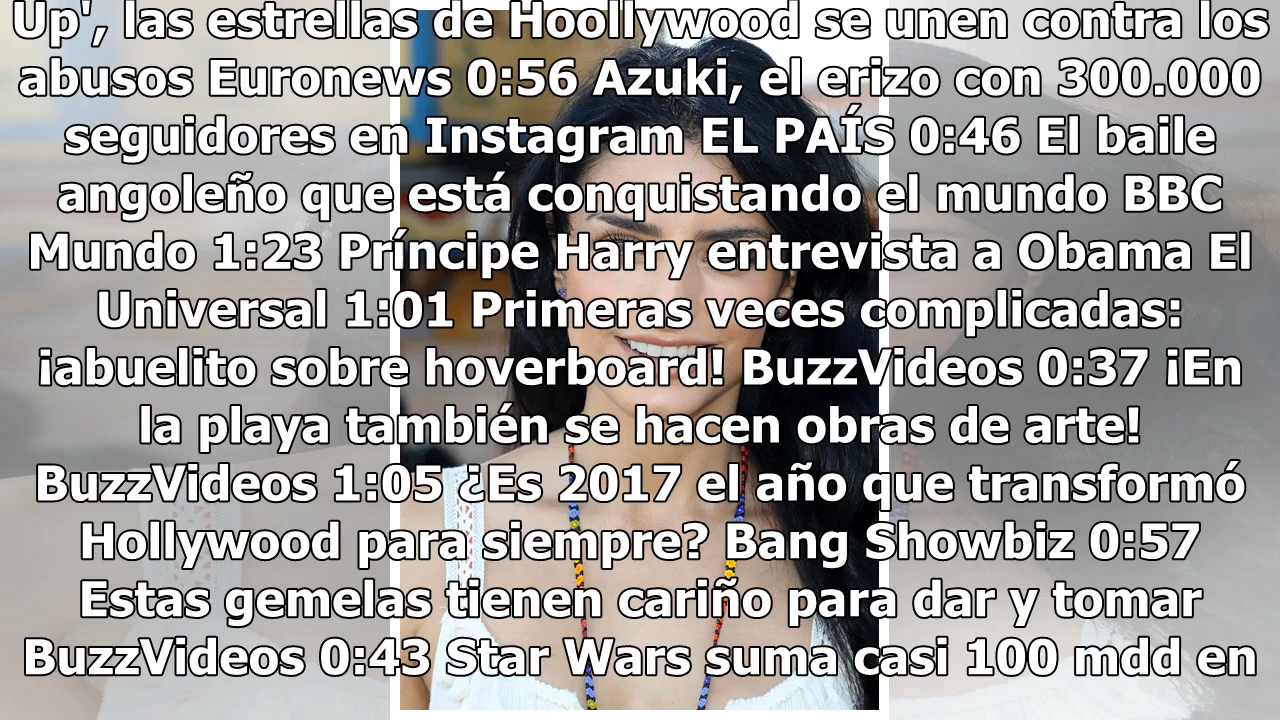 Up', las estrellas de Hoollywood se unen contra los
abusos Euronews 0:56 Azuki, el erizo con 300.000
seguidores en Instagram EL PAÍS 0:46 El baile
angoleño que está conquistando el mundo BBC
Mundo 1:23 Príncipe Harry entrevista a Obama El
Universal 1:01 Primeras veces complicadas:
¡abuelito sobre hoverboard! BuzzVideos 0:37 ¡En
la playa también se hacen obras de arte!
BuzzVideos 1:05 ¿Es 2017 el año que transformó
Hollywood para siempre? Bang Showbiz 0:57
Estas gemelas tienen cariño para dar y tomar
BuzzVideos 0:43 Star Wars suma casi 100 mdd en